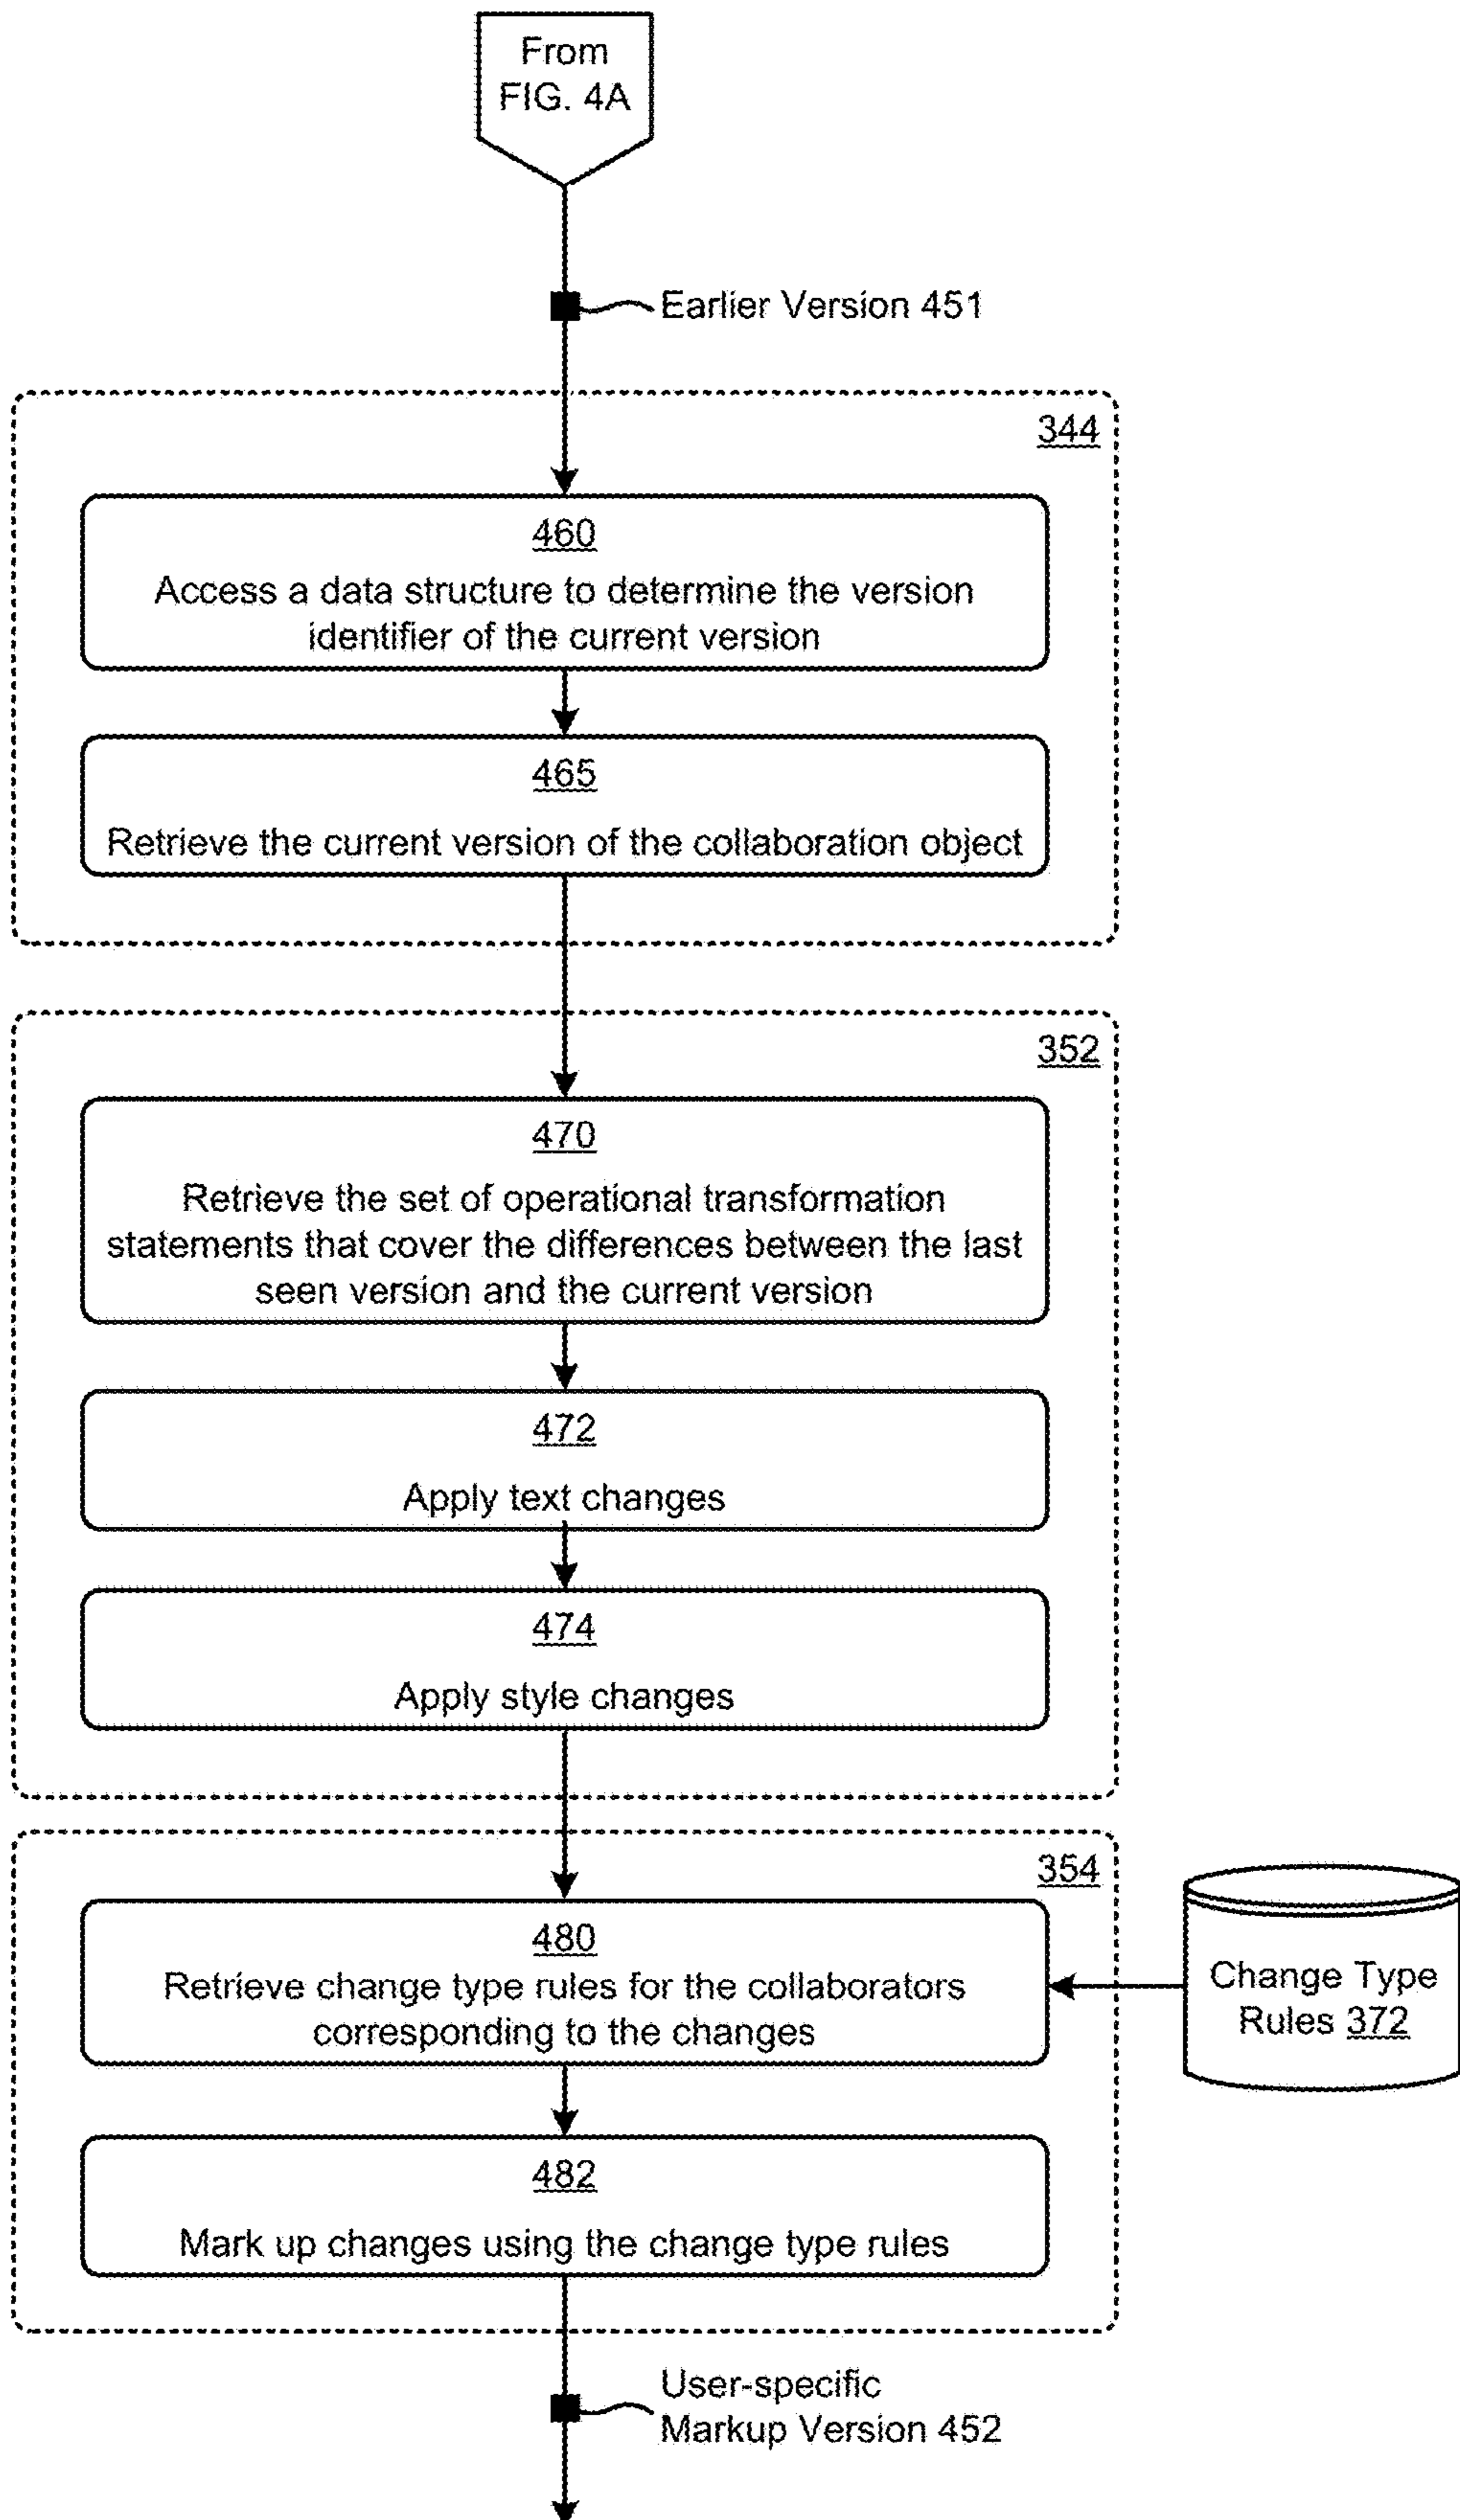 From
FIG. 4A
Earlier Version 451
344
460
Access a data structure to determine the version
identifier of the current version
465
Retrieve the current version of the collaboration object
352
470
Retrieve the set of operational transformation
statements that cover the differences between the last
seen version and the current version
472
Apply text changes
474
Apply style changes
354
480
Retrieve change type rules for the collaborators
corresponding to the changes
Change Type
Rules 372
482
Mark up changes using the change type rules
User-specific
Markup Version 452